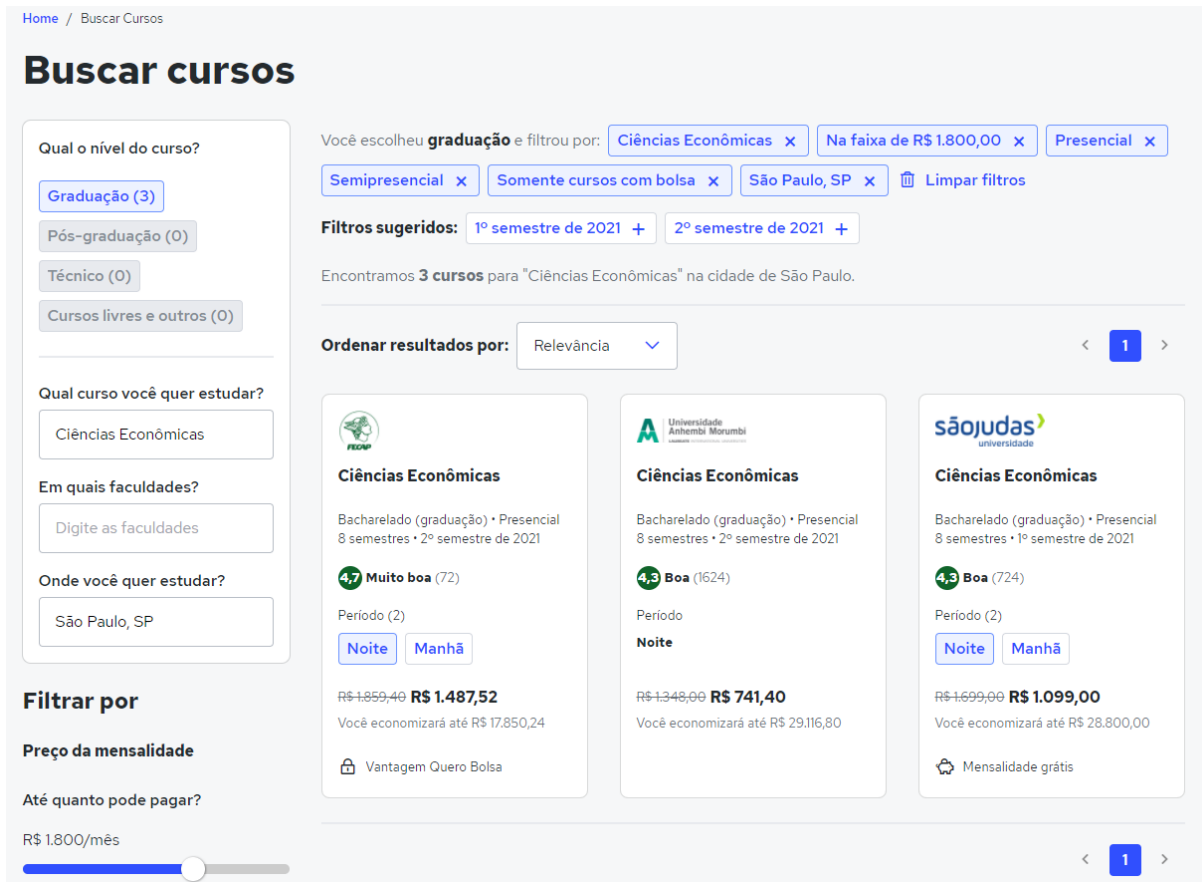 Home / Buscar Cursos
Buscar cursos
Qual o nível do curso?
Graduação (3)
Pós-graduação (0)
Técnico (0)
Cursos livres e outros (0)
Qual curso você quer estudar?
Ciências Econômicas
Em quais faculdades?
Digite as faculdades
Onde você quer estudar?
São Paulo, SP
Filtrar por
Preço da mensalidade
Até quanto pode pagar?
R$ 1.800/mês
Você escolheu graduação e filtrou por: Ciências Econômicas × Na faixa de R$ 1.800,00 × Presencial ×
Semipresencial × Somente cursos com bolsa × São Paulo, SP × Limpar filtros
Filtros sugeridos: 1º semestre de 2021 + 2º semestre de 2021 +
Encontramos 3 cursos para "Ciências Econômicas" na cidade de São Paulo.
Ordenar resultados por: Relevância
< 1 >
FECAP
Ciências Econômicas
Bacharelado (graduação) • Presencial
8 semestres • 2º semestre de 2021
4,7 Muito boa (72)
Período (2)
Noite Manhã
R$ 1.859,40 R$ 1.487,52
Você economizará até R$ 17.850,24
Vantagem Quero Bolsa
Universidade
Anhembi Morumbi
Ciências Econômicas
Bacharelado (graduação) • Presencial
8 semestres • 2º semestre de 2021
4,3 Boa (1624)
Período
Noite
R$ 1.348,00 R$ 741,40
Você economizará até R$ 29.116,80
sãojudas
universidade
Ciências Econômicas
Bacharelado (graduação) • Presencial
8 semestres • 1º semestre de 2021
4,3 Boa (724)
Período (2)
Noite Manhã
R$ 1.699,00 R$ 1.099,00
Você economizará até R$ 28.800,00
Mensalidade grátis
< 1 >